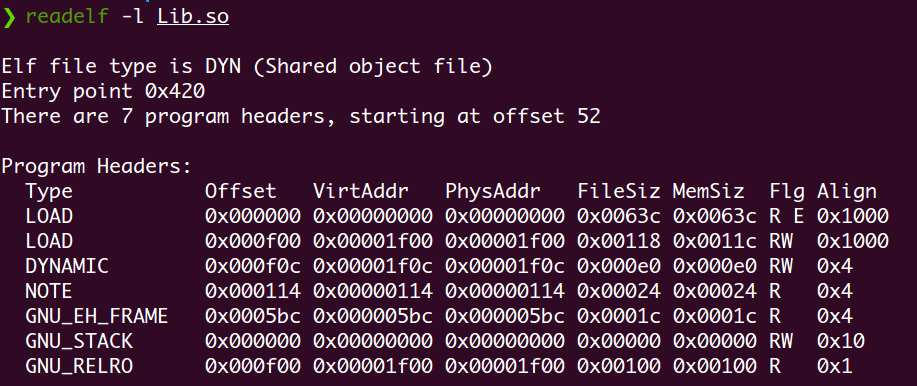 ❯ readelf -l Lib.so
Elf file type is DYN (Shared object file)
Entry point 0x420
There are 7 program headers, starting at offset 52
Program Headers:
  Type           Offset   VirtAddr   PhysAddr   FileSiz MemSiz  Flg Align
  LOAD           0x000000 0x00000000 0x00000000 0x0063c 0x0063c R E 0x1000
  LOAD           0x000f00 0x00001f00 0x00001f00 0x00118 0x0011c RW  0x1000
  DYNAMIC        0x000f0c 0x00001f0c 0x00001f0c 0x000e0 0x000e0 RW  0x4
  NOTE           0x000114 0x00000114 0x00000114 0x00024 0x00024 R   0x4
  GNU_EH_FRAME   0x0005bc 0x000005bc 0x000005bc 0x0001c 0x0001c R   0x4
  GNU_STACK      0x000000 0x00000000 0x00000000 0x00000 0x00000 RW  0x10
  GNU_RELRO      0x000f00 0x00001f00 0x00001f00 0x00100 0x00100 R   0x1